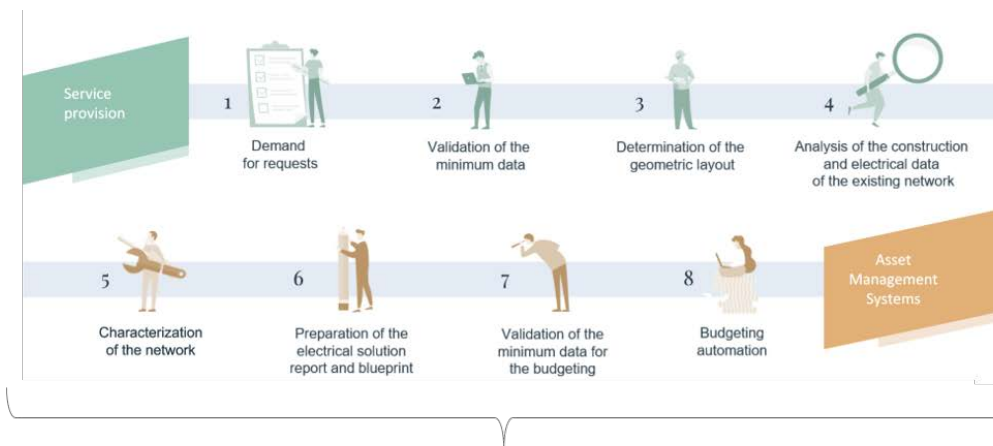 Service
provision
1
Demand
for requests
2
Validation of the
minimum data
3
Determination of the
geometric layout
4
Analysis of the construction
and electrical data
of the existing network
5
Characterization
of the network
6
Preparation of the
electrical solution
report and blueprint
7
Validation of the
minimum data for
the budgeting
8
Budgeting
automation
Asset
Management
Systems